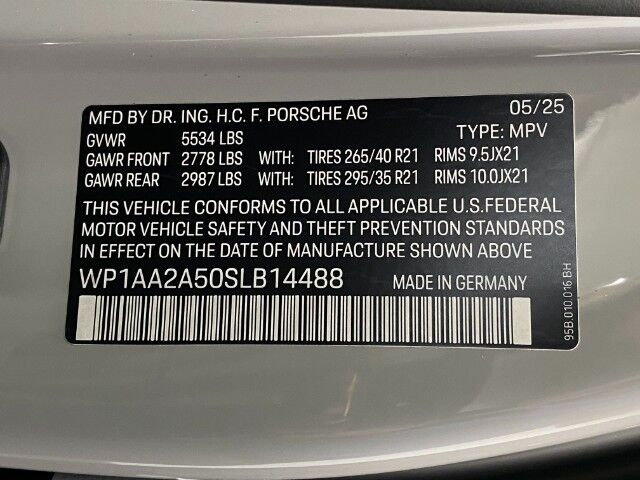 MFD BY DR. ING. H.C. F. PORSCHE AG 05/25
GVWR 5534 LBS TYPE: MPV
GAWR FRONT 2778 LBS WITH: TIRES 265/40 R21 RIMS 9.5JX21
GAWR REAR 2987 LBS WITH: TIRES 295/35 R21 RIMS 10.0JX21
THIS VEHICLE CONFORMS TO ALL APPLICABLE U.S.FEDERAL
MOTOR VEHICLE SAFETY AND THEFT PREVENTION STANDARDS
IN EFFECT ON THE DATE OF MANUFACTURE SHOWN ABOVE
WP1AA2A50SLB14488 MADE IN GERMANY
95B.010.016.BH